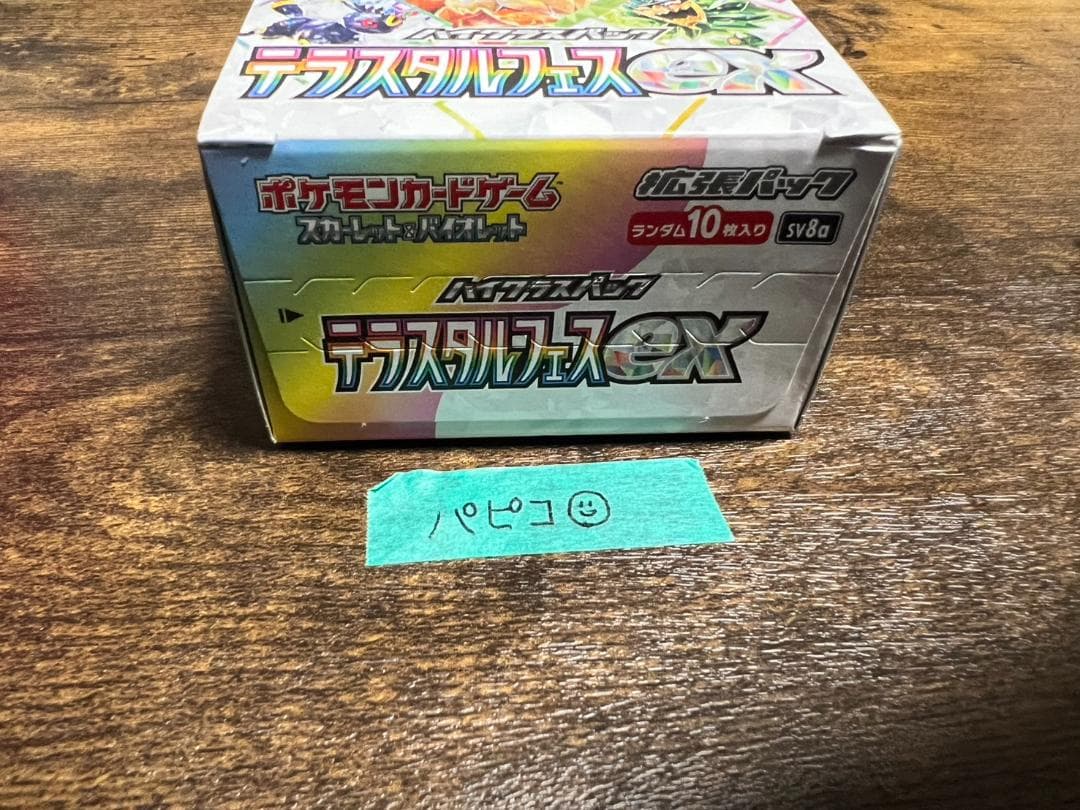 ハイクラスパック
テラスタルフェスex
ポケモンカードゲーム
スカーレット×バイオレット
拡張パック
ランダム10枚入り SV8a
ハイクラスパック
テラスタルフェスex
パピコ